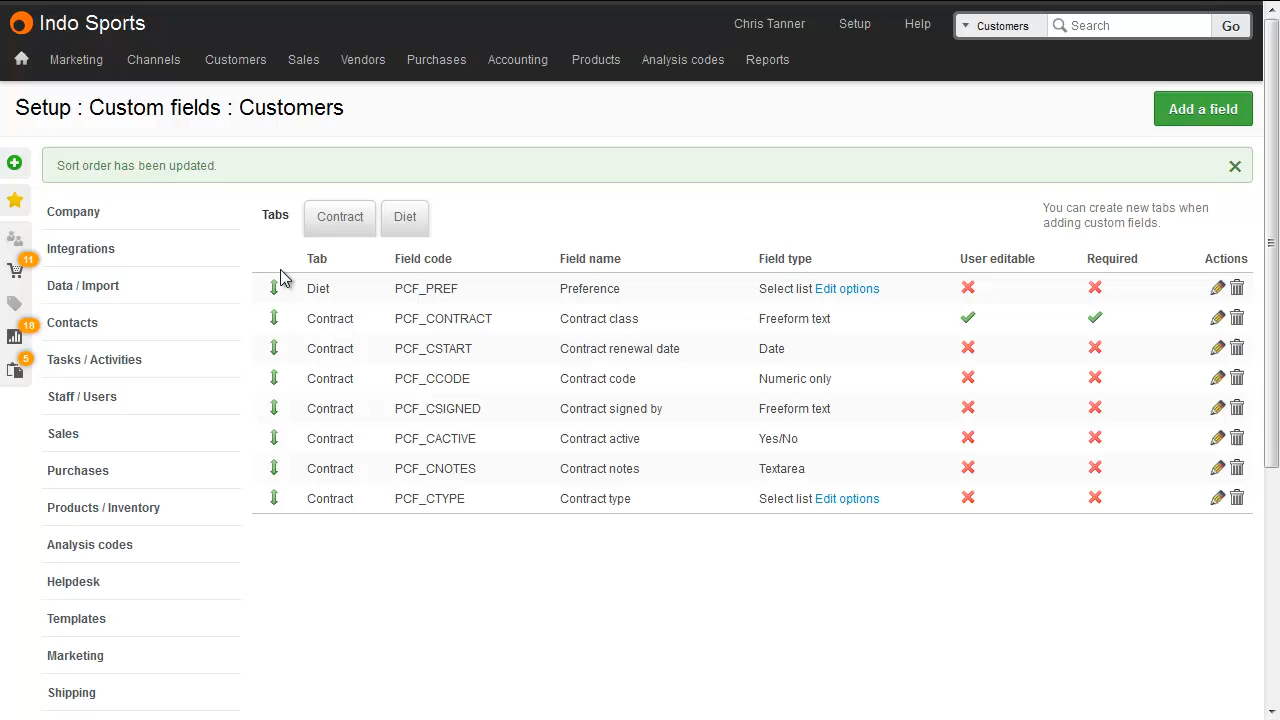 Indo Sports
Chris Tanner Setup Help Customers Search Go
Marketing Channels Customers Sales Vendors Purchases Accounting Products Analysis codes Reports
Setup : Custom fields : Customers
Add a field
Sort order has been updated.
Company
Integrations
Data / Import
Contacts
Tasks / Activities
Staff / Users
Sales
Purchases
Products / Inventory
Analysis codes
Helpdesk
Templates
Marketing
Shipping
11
18
5
Tabs Contract Diet
You can create new tabs when
adding custom fields.
Tab Field code Field name Field type User editable Required Actions
Diet PCF_PREF Preference Select list Edit options
Contract PCF_CONTRACT Contract class Freeform text
Contract PCF_CSTART Contract renewal date Date
Contract PCF_CCODE Contract code Numeric only
Contract PCF_CSIGNED Contract signed by Freeform text
Contract PCF_CACTIVE Contract active Yes/No
Contract PCF_CNOTES Contract notes Textarea
Contract PCF_CTYPE Contract type Select list Edit options